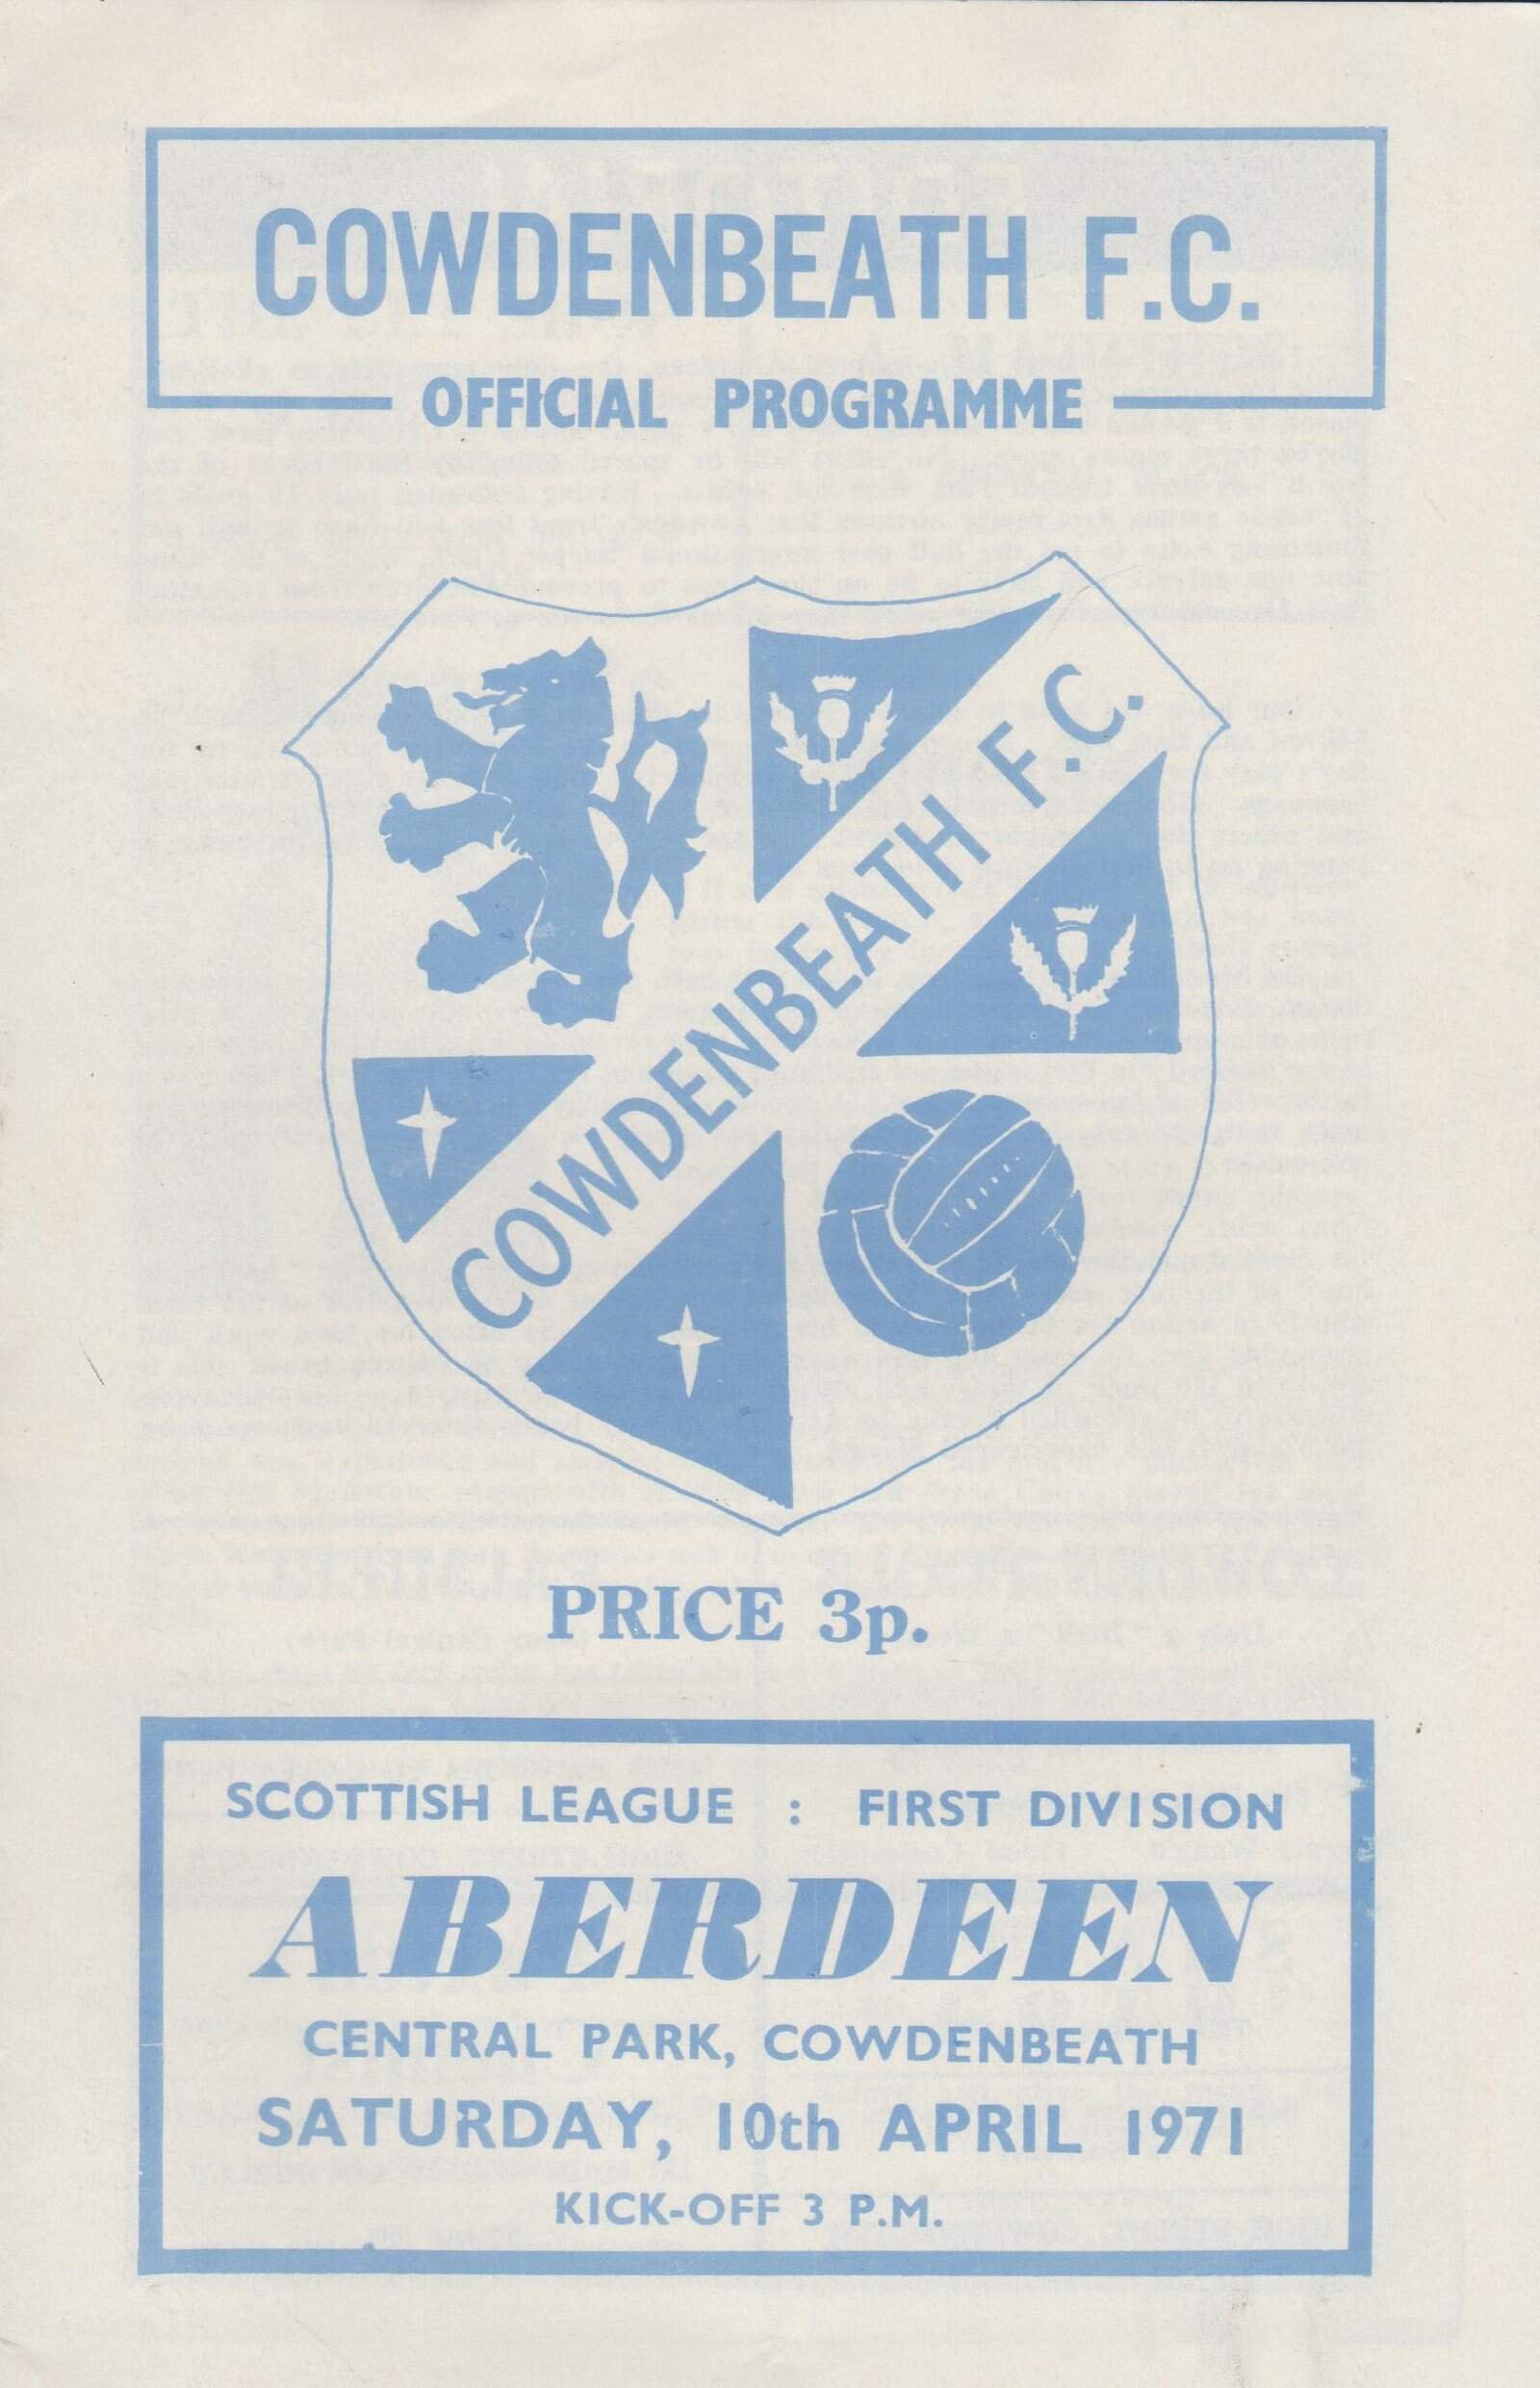 COWDENBEATH F.C.
OFFICIAL PROGRAMME
COWDENBEATH F.C.
PRICE 3p.
SCOTTISH LEAGUE : FIRST DIVISION
ABERDEEN
CENTRAL PARK, COWDENBEATH
SATURDAY, 10th APRIL 1971
KICK-OFF 3 P.M.